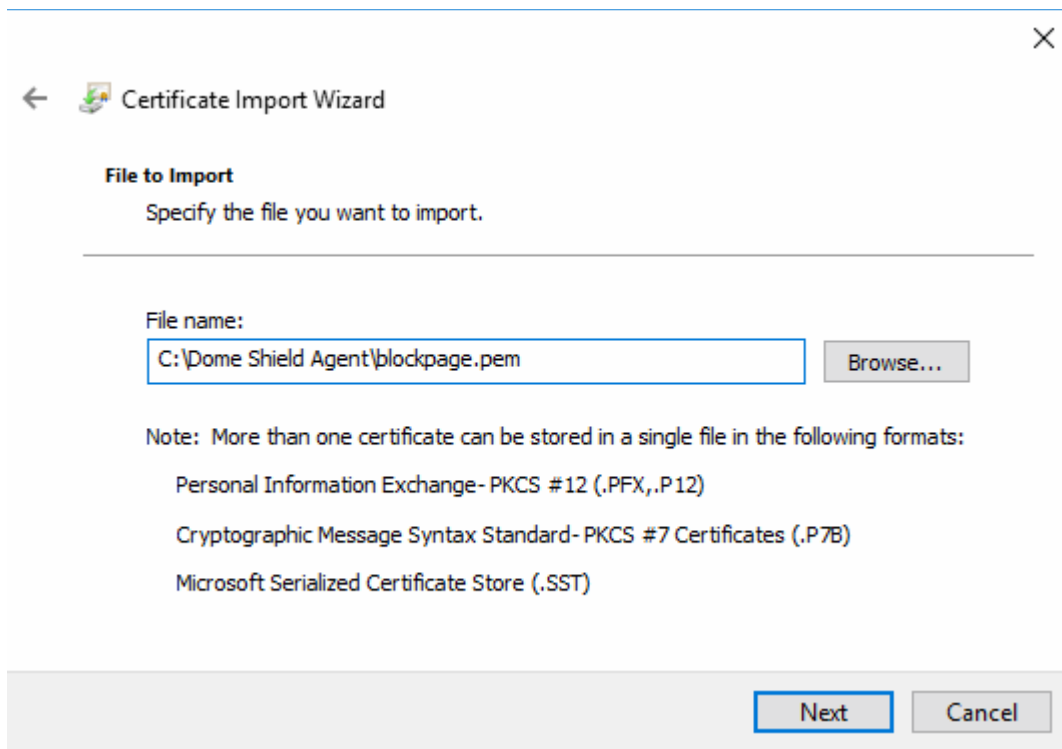 Certificate Import Wizard
File to Import
Specify the file you want to import.
File name:
C:\Dome Shield Agent\blockpage.pem
Browse...
Note: More than one certificate can be stored in a single file in the following formats:
Personal Information Exchange- PKCS #12 (.PFX,.P12)
Cryptographic Message Syntax Standard- PKCS #7 Certificates (.P7B)
Microsoft Serialized Certificate Store (.SST)
Next
Cancel